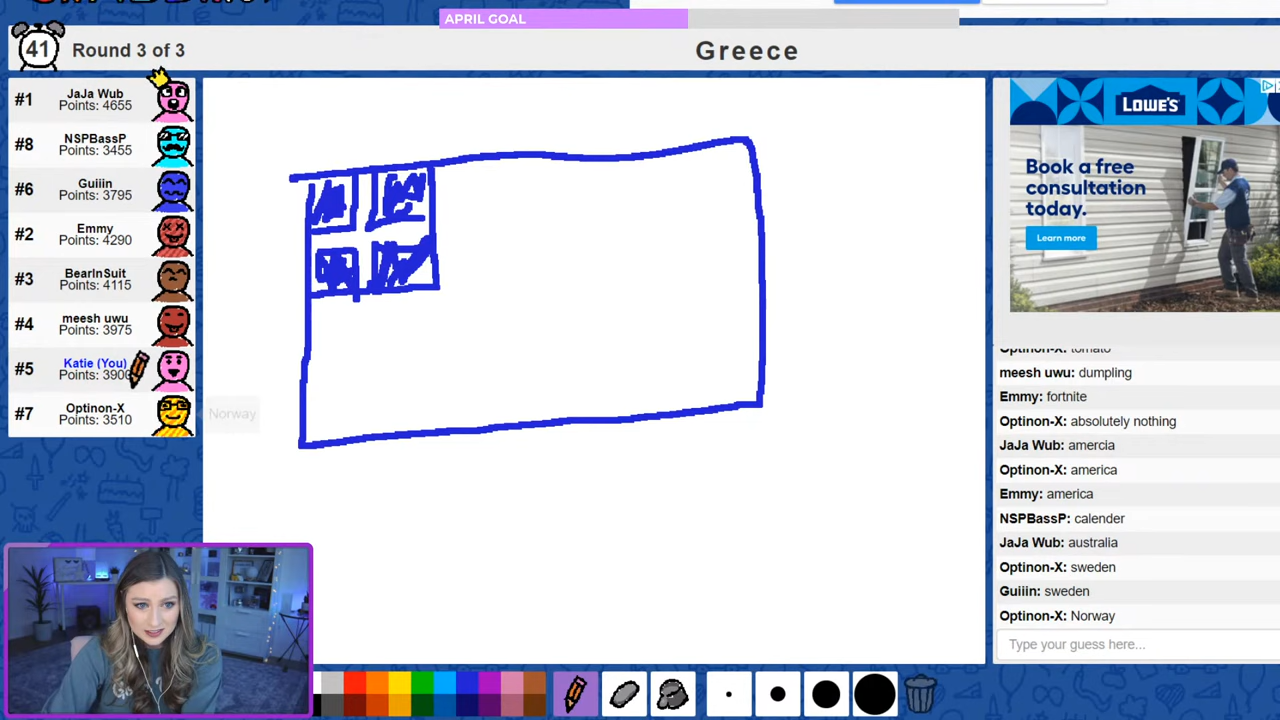 APRIL GOAL
41 Round 3 of 3
Greece
#1 JaJa Wub
Points: 4655
#8 NSPBassP
Points: 3455
#6 Guiiin
Points: 3795
#2 Emmy
Points: 4290
#3 BearInSuit
Points: 4115
#4 meesh uwu
Points: 3975
#5 Katie (You)
Points: 3900
#7 Optinon-X
Points: 3510
Norway
LOWE'S
Book a free
consultation
today.
Learn more
Optinon-X: tomato
meesh uwu: dumpling
Emmy: fortnite
Optinon-X: absolutely nothing
JaJa Wub: amercia
Optinon-X: america
Emmy: america
NSPBassP: calender
JaJa Wub: australia
Optinon-X: sweden
Guiiin: sweden
Optinon-X: Norway
Type your guess here...